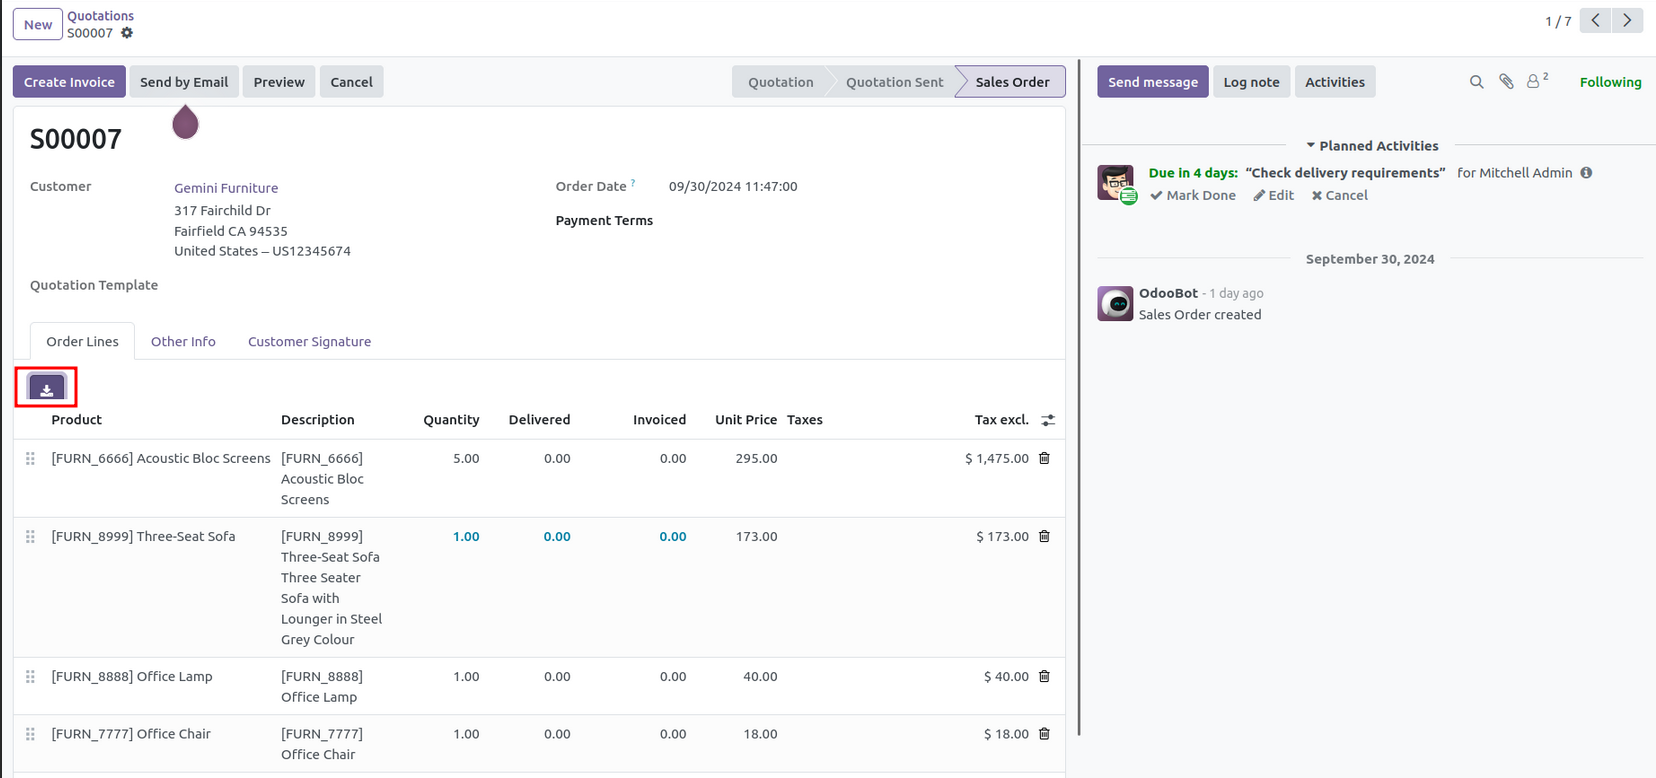 New
Quotations
S00007
1 / 7
Create Invoice
Send by Email
Preview
Cancel
Quotation
Quotation Sent
Sales Order
Send message
Log note
Activities
2
Following
S00007
Customer
Gemini Furniture
317 Fairchild Dr
Fairfield CA 94535
United States – US12345674
Order Date ?
09/30/2024 11:47:00
Payment Terms
Quotation Template
Planned Activities
Due in 4 days: “Check delivery requirements” for Mitchell Admin
Mark Done
Edit
Cancel
September 30, 2024
OdooBot - 1 day ago
Sales Order created
Order Lines
Other Info
Customer Signature
Product Description Quantity Delivered Invoiced Unit Price Taxes Tax excl.
[FURN_6666] Acoustic Bloc Screens [FURN_6666] 5.00 0.00 0.00 295.00 $ 1,475.00
Acoustic Bloc
Screens
[FURN_8999] Three-Seat Sofa [FURN_8999] 1.00 0.00 0.00 173.00 $ 173.00
Three-Seat Sofa
Three Seater
Sofa with
Lounger in Steel
Grey Colour
[FURN_8888] Office Lamp [FURN_8888] 1.00 0.00 0.00 40.00 $ 40.00
Office Lamp
[FURN_7777] Office Chair [FURN_7777] 1.00 0.00 0.00 18.00 $ 18.00
Office Chair